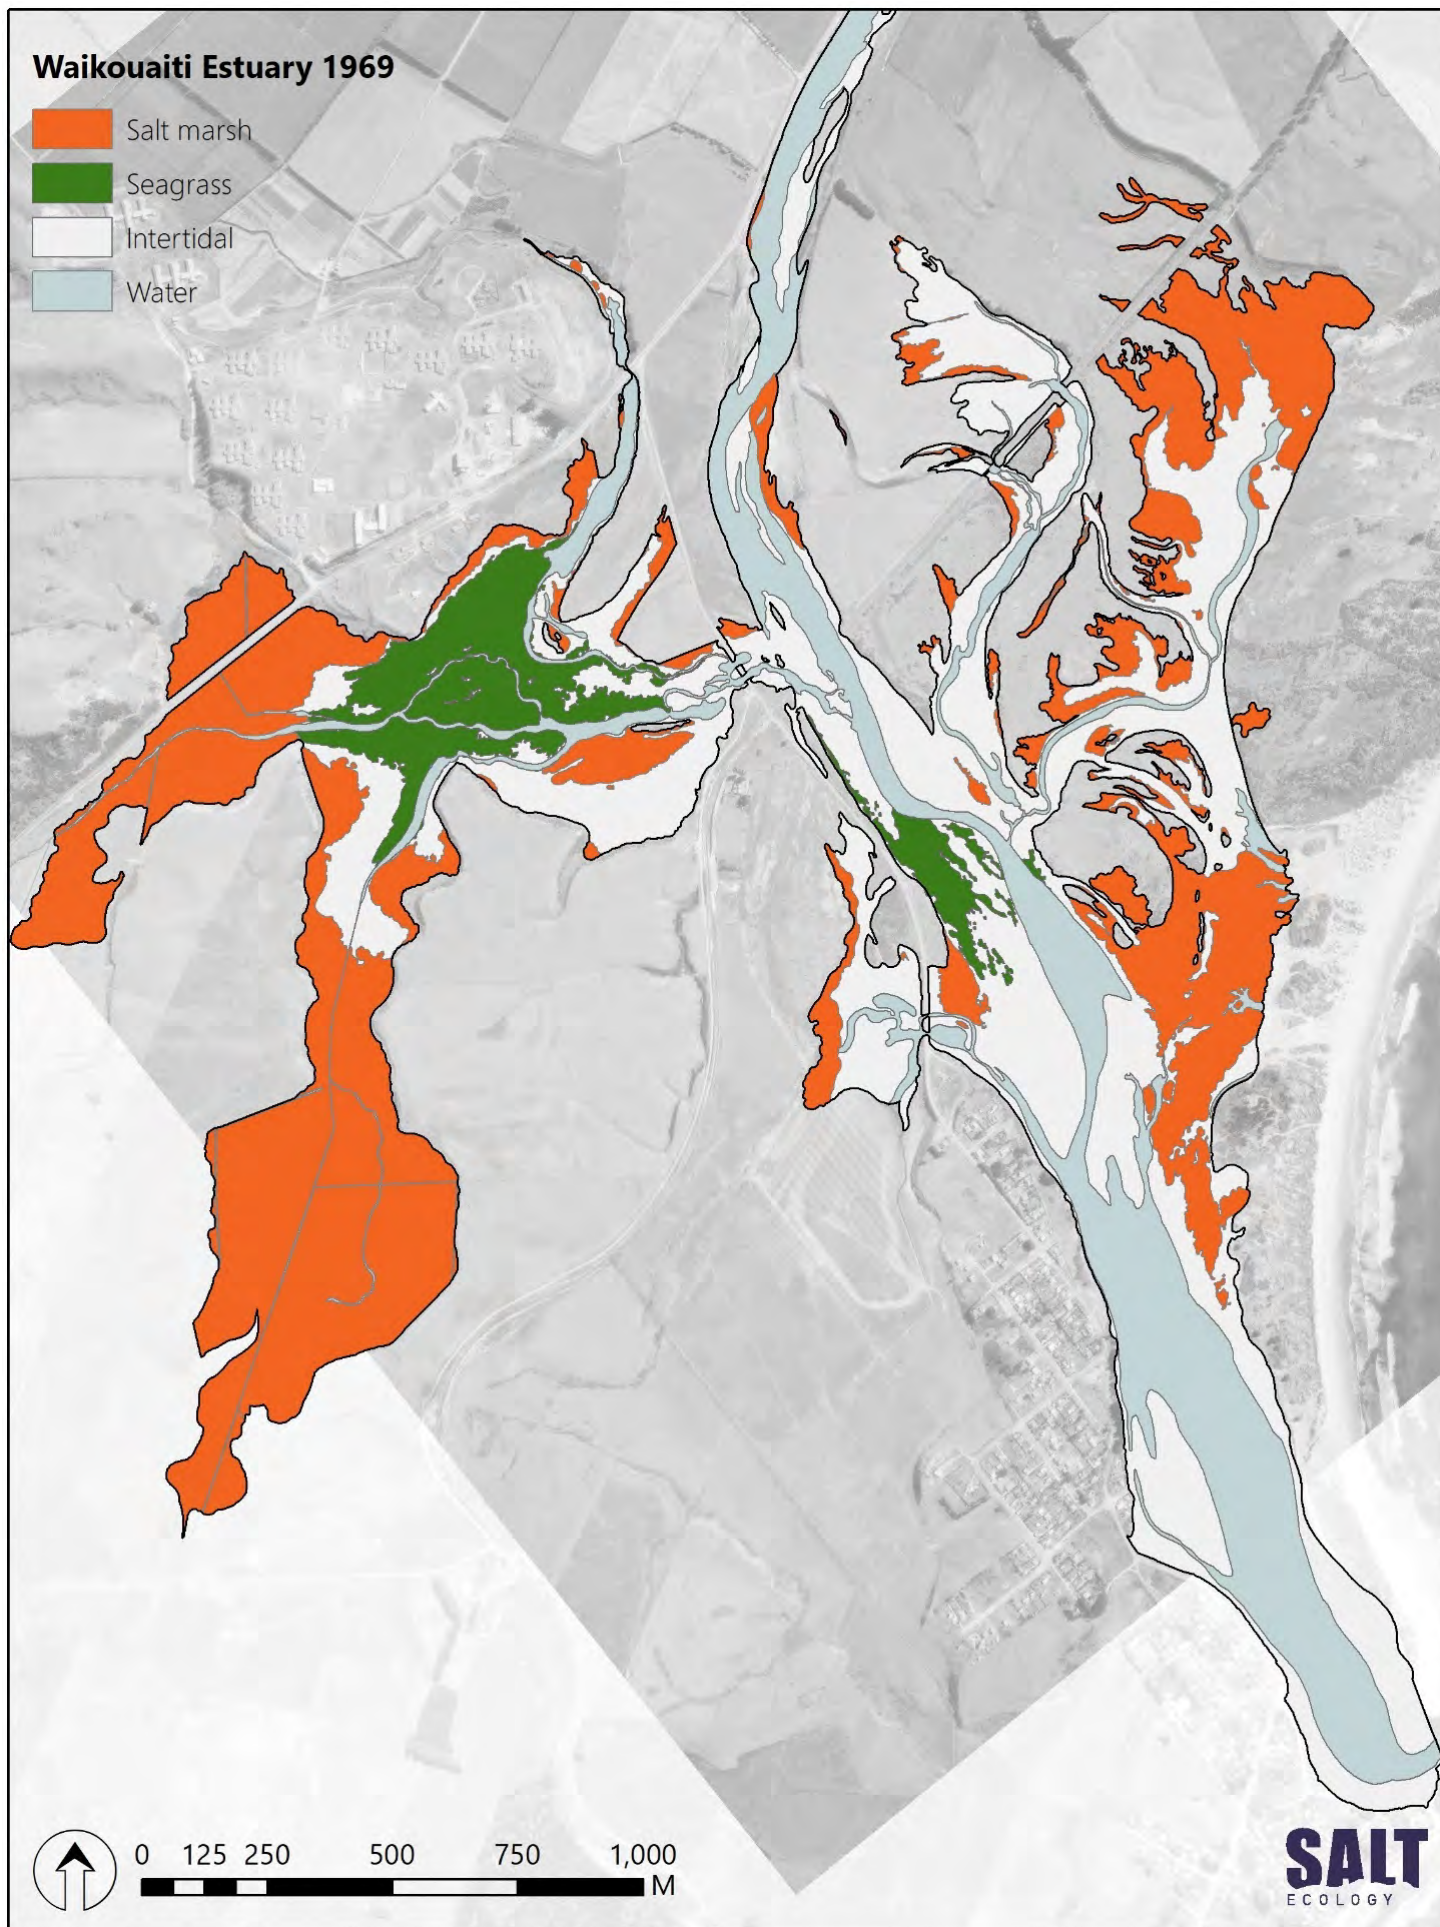 Waikouaiti Estuary 1969
Salt marsh
Seagrass
Intertidal
Water
0 125 250 500 750 1,000
M
SALT
ECOLOGY